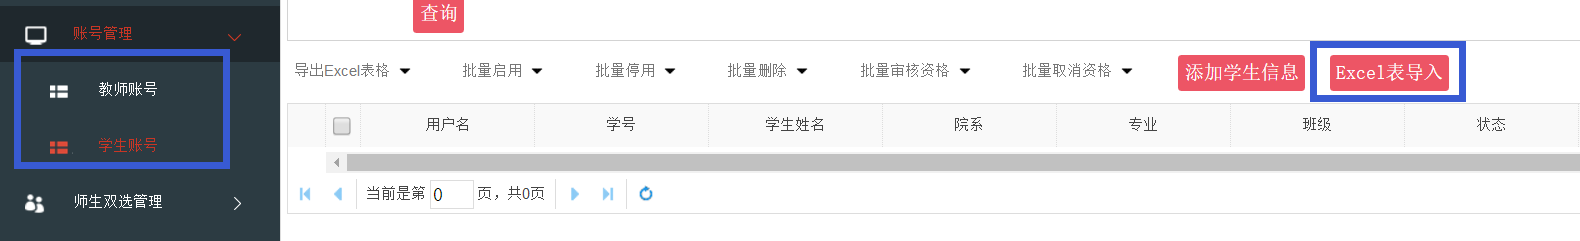 账号管理
教师账号
学生账号
师生双选管理
查询
导出Excel表格 批量启用 批量停用 批量删除 批量审核资格 批量取消资格 添加学生信息 Excel表导入
用户名 学号 学生姓名 院系 专业 班级 状态
当前是第 0 页，共0页